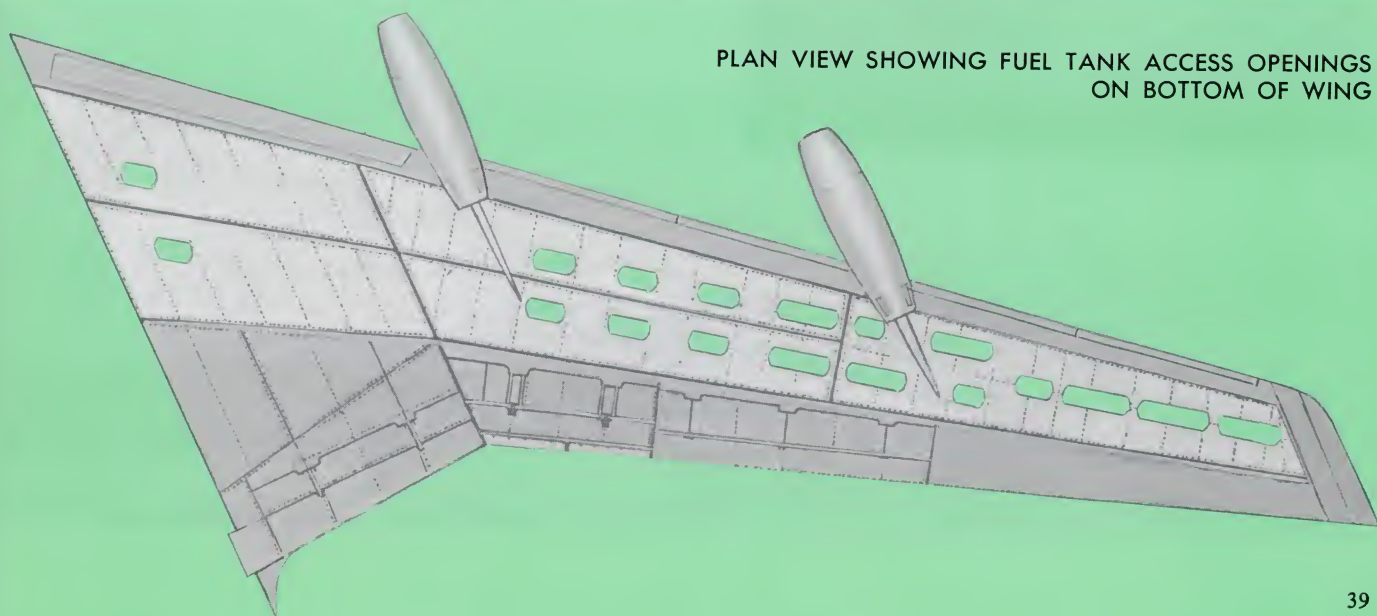 PLAN VIEW SHOWING FUEL TANK ACCESS OPENINGS
ON BOTTOM OF WING
39